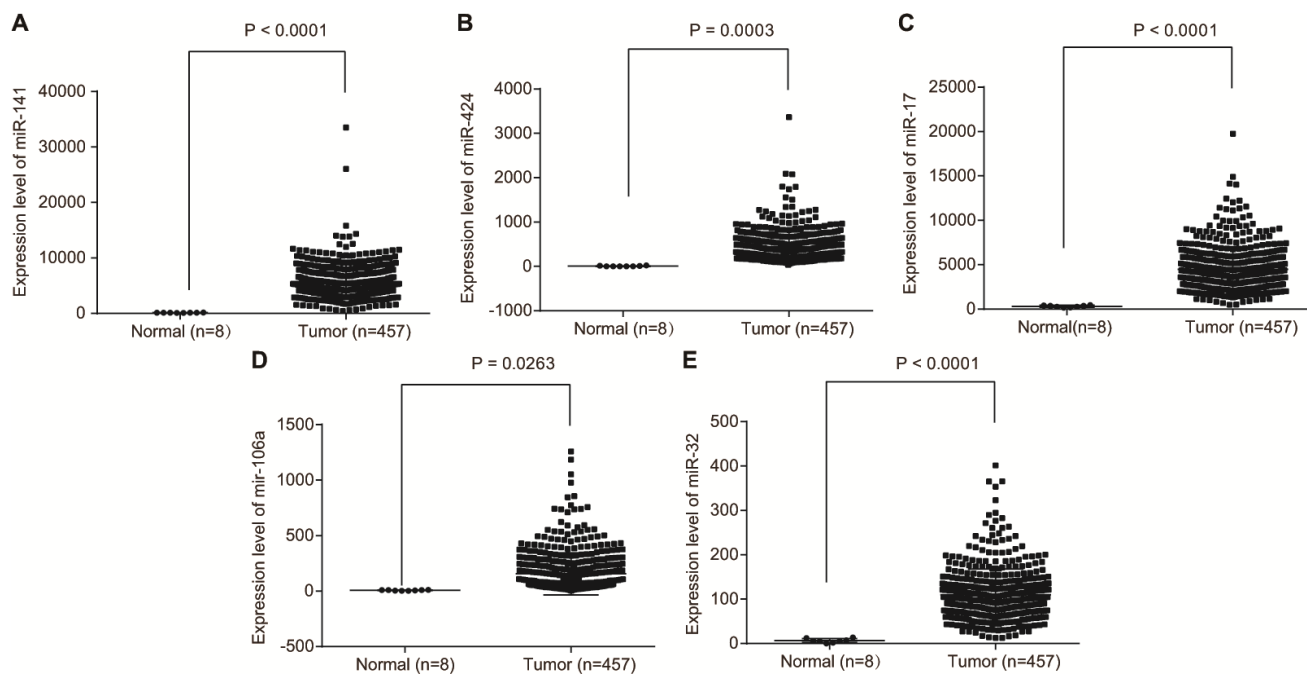 A
P < 0.0001
Expression level of miR-141
40000
30000
20000
10000
0
Normal (n=8)
Tumor (n=457)
B
P = 0.0003
Expression level of miR-424
4000
3000
2000
1000
0
-1000
Normal (n=8)
Tumor (n=457)
C
P < 0.0001
Expression level of miR-17
25000
20000
15000
10000
5000
0
Normal(n=8)
Tumor (n=457)
D
P = 0.0263
Expression level of mir-106a
1500
1000
500
0
-500
Normal (n=8)
Tumor (n=457)
E
P < 0.0001
Expression level of miR-32
500
400
300
200
100
0
Normal (n=8)
Tumor (n=457)